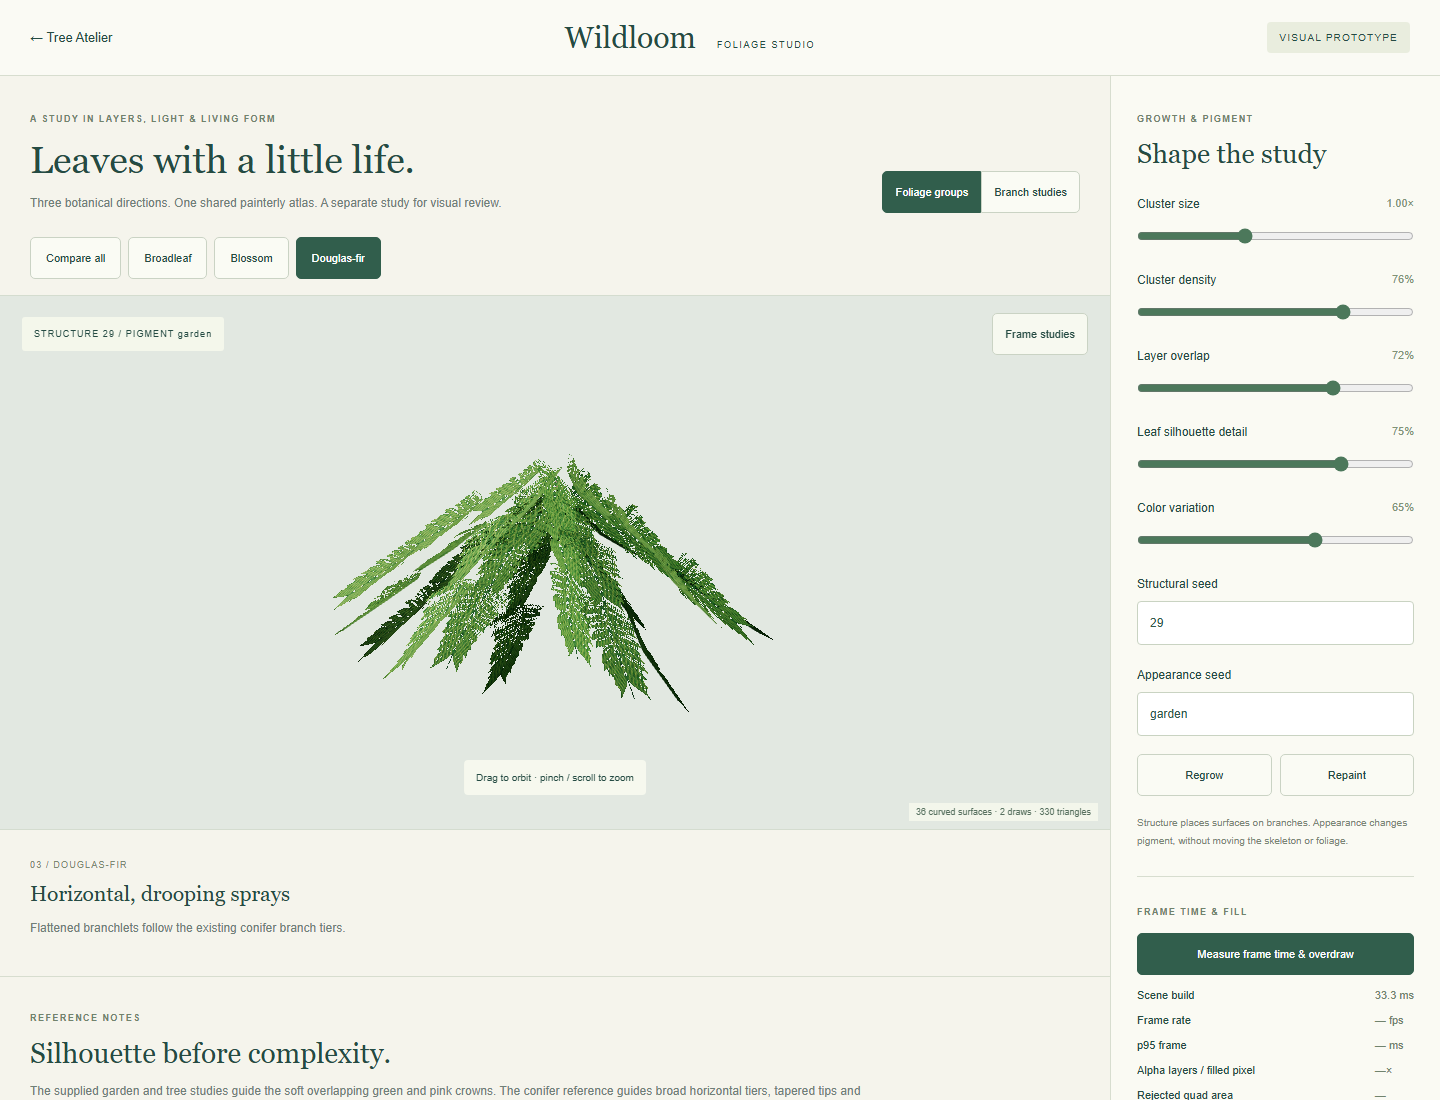 ← Tree Atelier
Wildloom FOLIAGE STUDIO
VISUAL PROTOTYPE
A STUDY IN LAYERS, LIGHT & LIVING FORM
Leaves with a little life.
Three botanical directions. One shared painterly atlas. A separate study for visual review.
Foliage groups Branch studies
Compare all Broadleaf Blossom Douglas-fir
STRUCTURE 29 / PIGMENT garden
Frame studies
Drag to orbit · pinch / scroll to zoom
36 curved surfaces · 2 draws · 330 triangles
03 / DOUGLAS-FIR
Horizontal, drooping sprays
Flattened branchlets follow the existing conifer branch tiers.
REFERENCE NOTES
Silhouette before complexity.
The supplied garden and tree studies guide the soft overlapping green and pink crowns. The conifer reference guides broad horizontal tiers, tapered tips and
GROWTH & PIGMENT
Shape the study
Cluster size 1.00×
Cluster density 76%
Layer overlap 72%
Leaf silhouette detail 75%
Color variation 65%
Structural seed
29
Appearance seed
garden
Regrow Repaint
Structure places surfaces on branches. Appearance changes
pigment, without moving the skeleton or foliage.
FRAME TIME & FILL
Measure frame time & overdraw
Scene build 33.3 ms
Frame rate — fps
p95 frame — ms
Alpha layers / filled pixel —×
Rejected quad area —